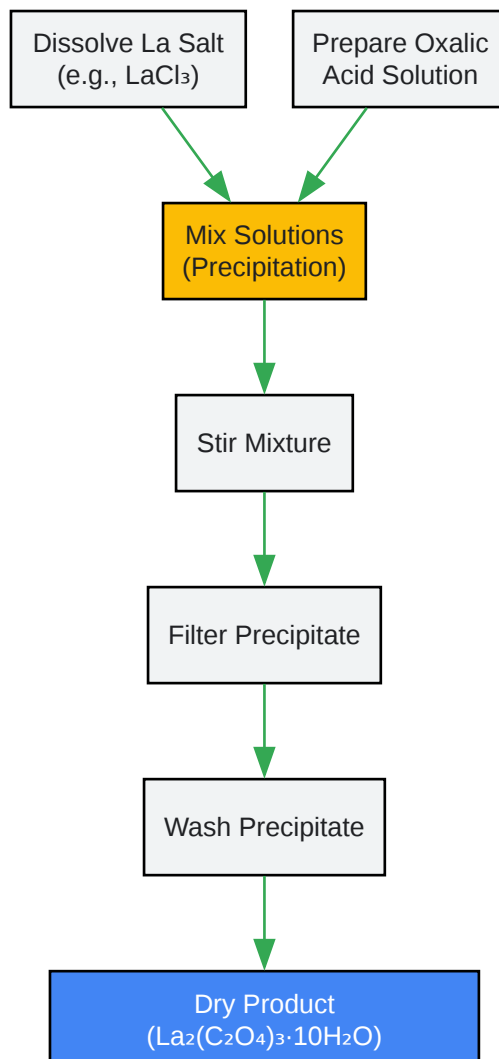 Dissolve La Salt
(e.g., LaCl₃)
Prepare Oxalic
Acid Solution
Mix Solutions
(Precipitation)
Stir Mixture
Filter Precipitate
Wash Precipitate
Dry Product
(La₂(C₂O₄)₃·10H₂O)